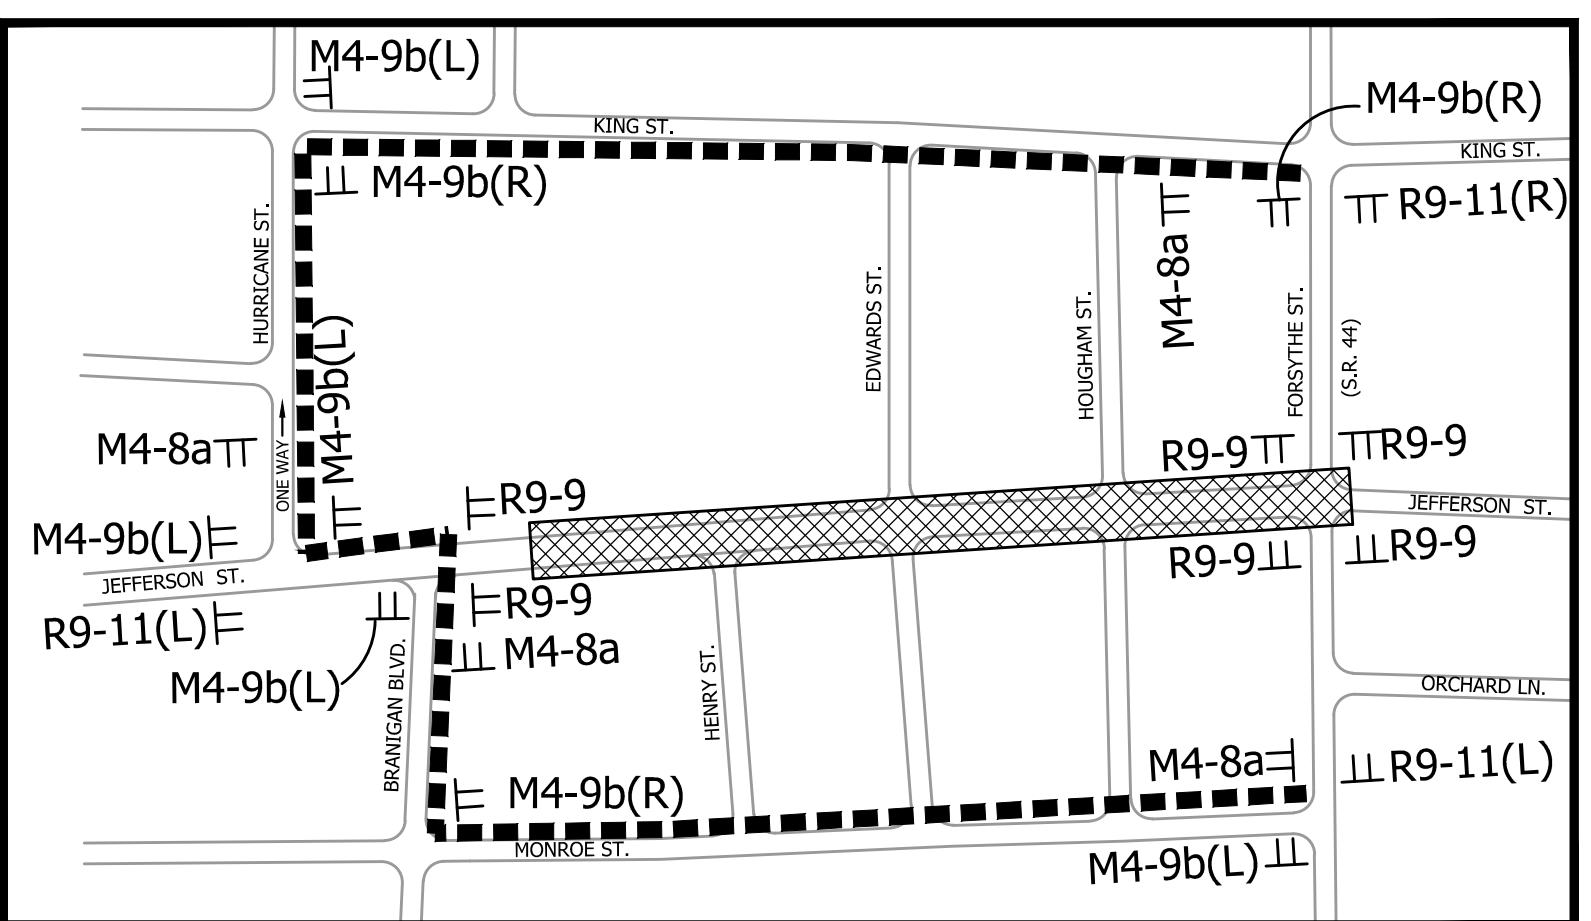 M4-9b(L)
M4-9b(R)
KING ST.
KING ST.
M4-9b(R)
R9-11(R)
HURRICANE ST.
M4-8a
EDWARDS ST.
HOUGHAM ST.
FORSYTHE ST.
(S.R. 44)
M4-9b(L)
M4-8a
ONE WAY
R9-9
R9-9
R9-9
JEFFERSON ST.
M4-9b(L)
R9-9
R9-9
JEFFERSON ST.
R9-9
R9-11(L)
M4-8a
M4-9b(L)
BRANIGAN BLVD.
HENRY ST.
ORCHARD LN.
M4-8a
R9-11(L)
M4-9b(R)
MONROE ST.
M4-9b(L)